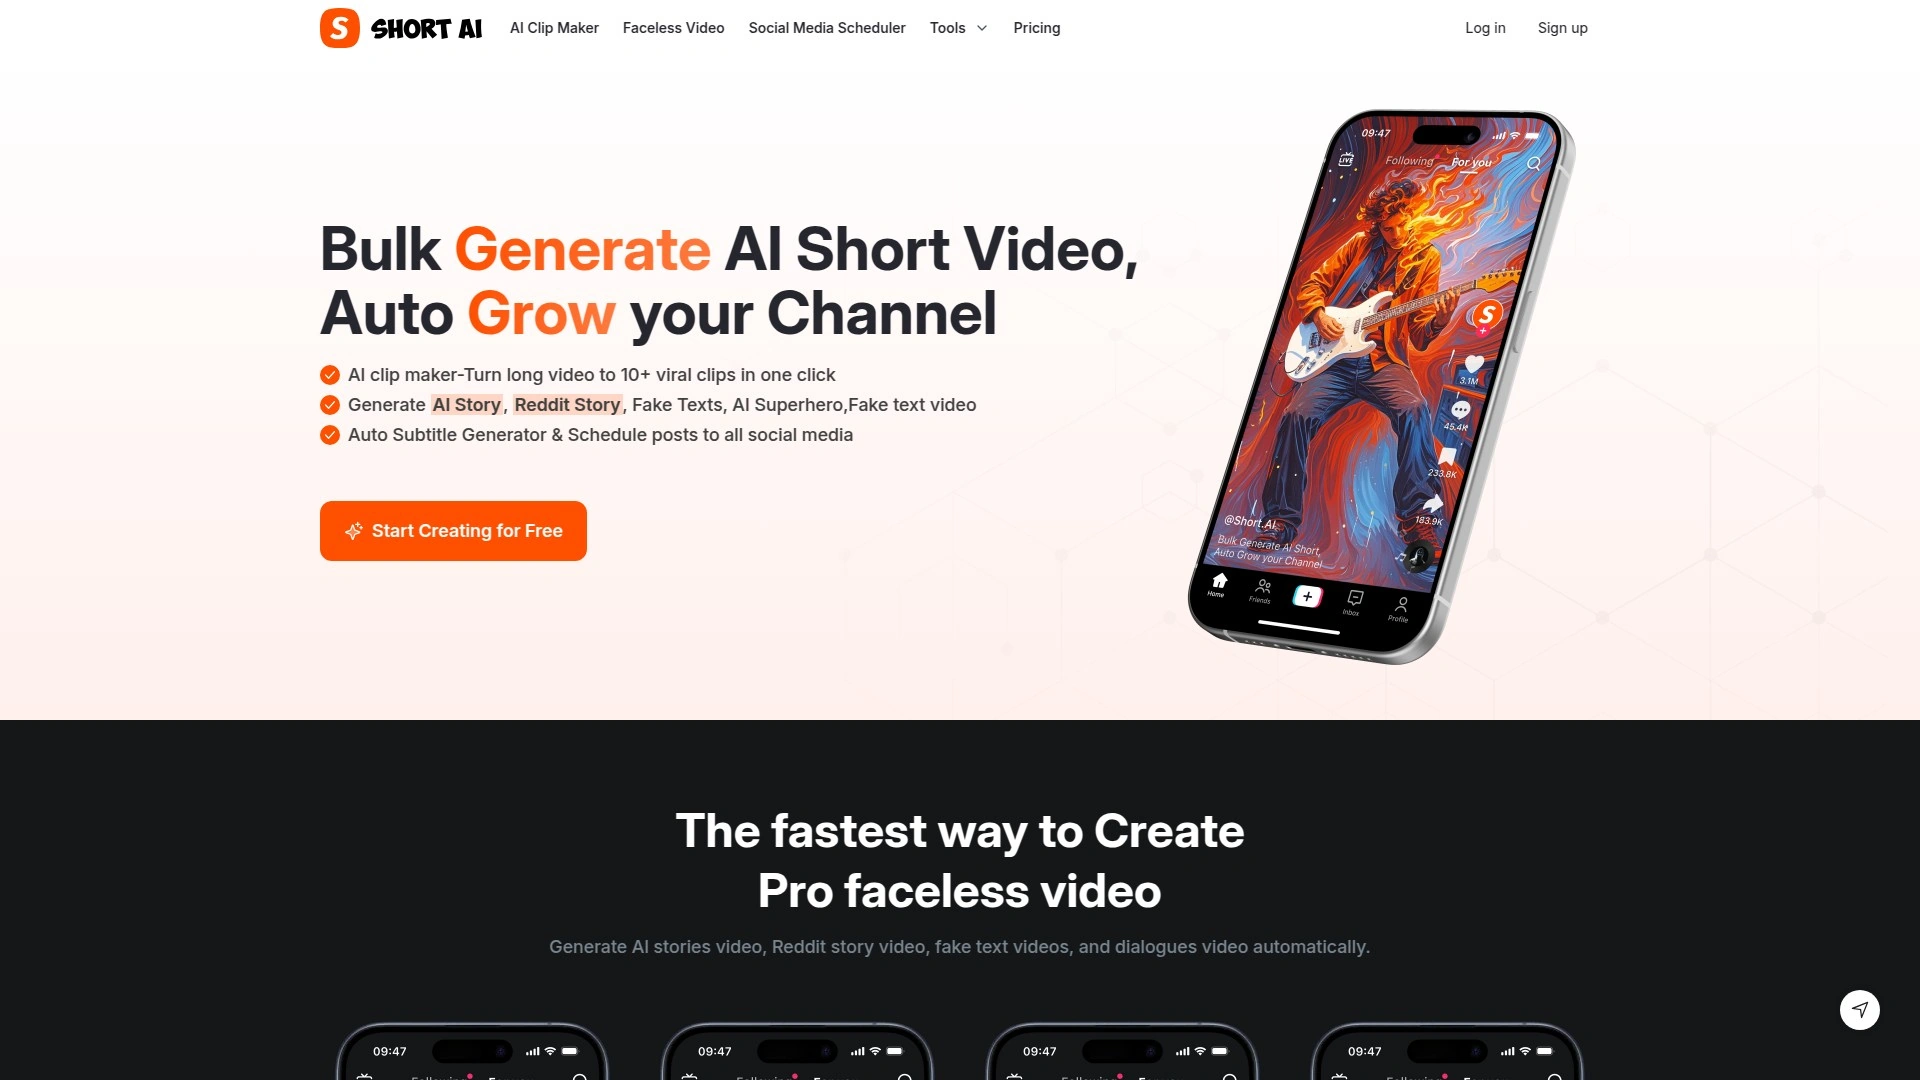 S SHORT AI
AI Clip Maker
Faceless Video
Social Media Scheduler
Tools
Pricing
Log in
Sign up
Bulk Generate AI Short Video,
Auto Grow your Channel
AI clip maker-Turn long video to 10+ viral clips in one click
Generate AI Story, Reddit Story, Fake Texts, AI Superhero,Fake text video
Auto Subtitle Generator & Schedule posts to all social media
Start Creating for Free
09:47
LIVE
Following
For you
S
3.1M
45.4K
233.8K
183.9K
@Short.AI
Bulk Generate AI Short,
Auto Grow your Channel
Home
Friends
Inbox
Profile
The fastest way to Create
Pro faceless video
Generate AI stories video, Reddit story video, fake text videos, and dialogues video automatically.
09:47
09:47
09:47
09:47